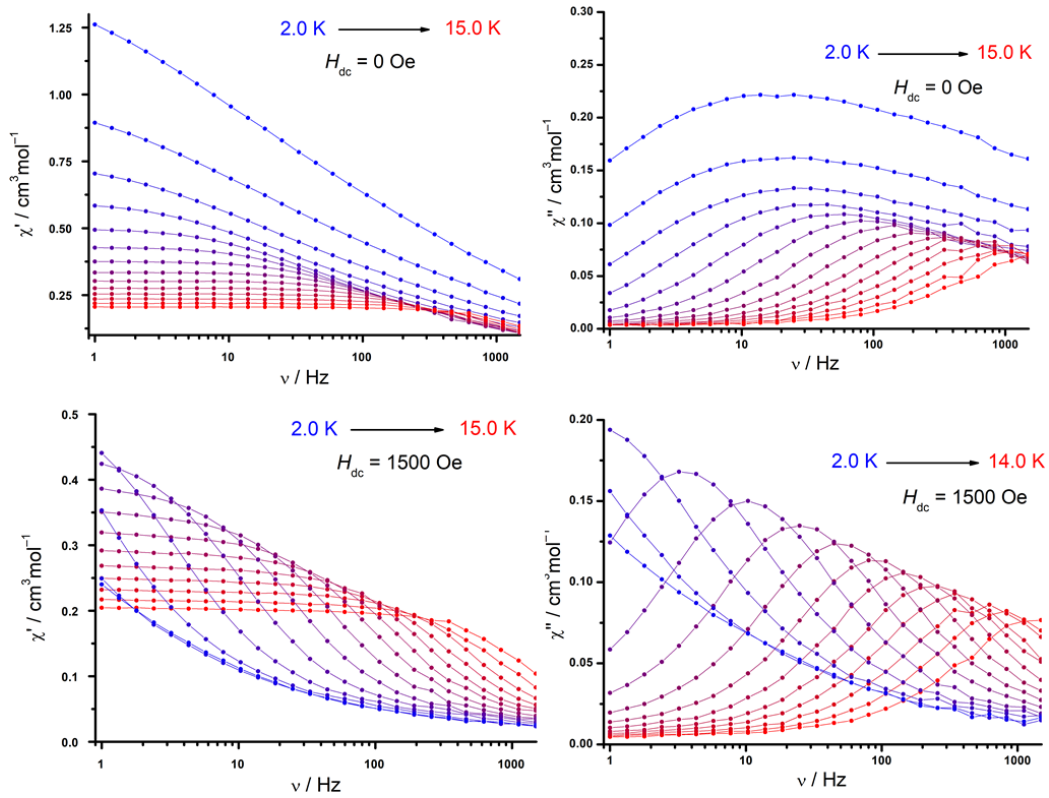 1.25
1.00
0.75
0.50
0.25
1
10
100
1000
χ' / cm³mol⁻¹
ν / Hz
2.0 K → 15.0 K
H_dc = 0 Oe
0.30
0.25
0.20
0.15
0.10
0.05
0.00
1
10
100
1000
χ'' / cm³mol⁻¹
ν / Hz
2.0 K → 15.0 K
H_dc = 0 Oe
0.5
0.4
0.3
0.2
0.1
0.0
1
10
100
1000
χ' / cm³mol⁻¹
ν / Hz
2.0 K → 15.0 K
H_dc = 1500 Oe
0.20
0.15
0.10
0.05
0.00
1
10
100
1000
χ'' / cm³mol⁻¹
ν / Hz
2.0 K → 14.0 K
H_dc = 1500 Oe